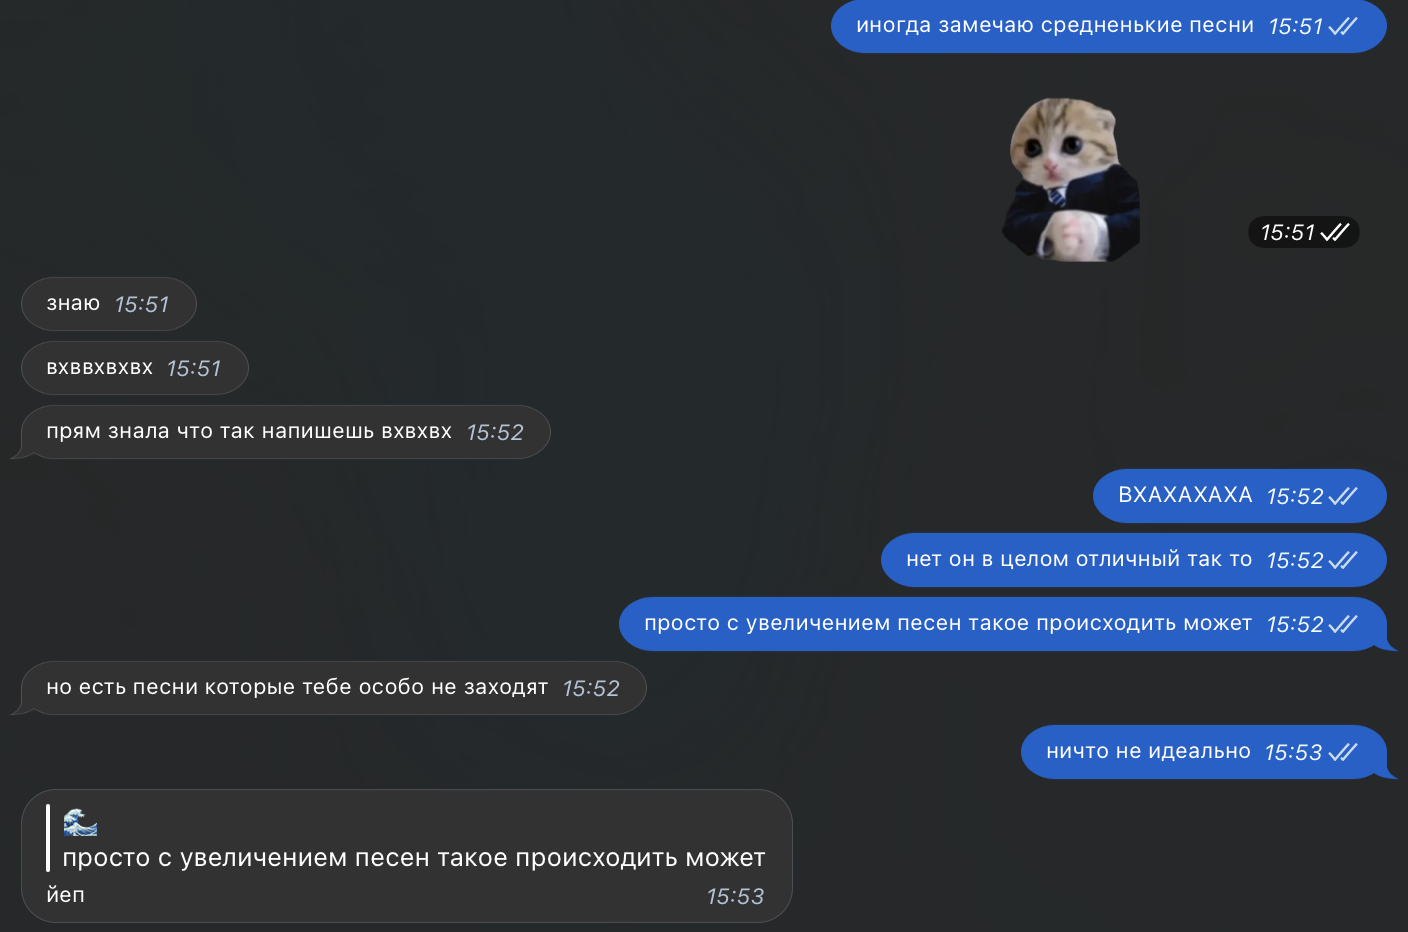 иногда замечаю средненькие песни 15:51
15:51
знаю 15:51
вхввхвхвх 15:51
прям знала что так напишешь вхвхвх 15:52
ВХАХАХАХА 15:52
нет он в целом отличный так то 15:52
просто с увеличением песен такое происходить может 15:52
но есть песни которые тебе особо не заходят 15:52
ничто не идеально 15:53
просто с увеличением песен такое происходить может
йеп 15:53